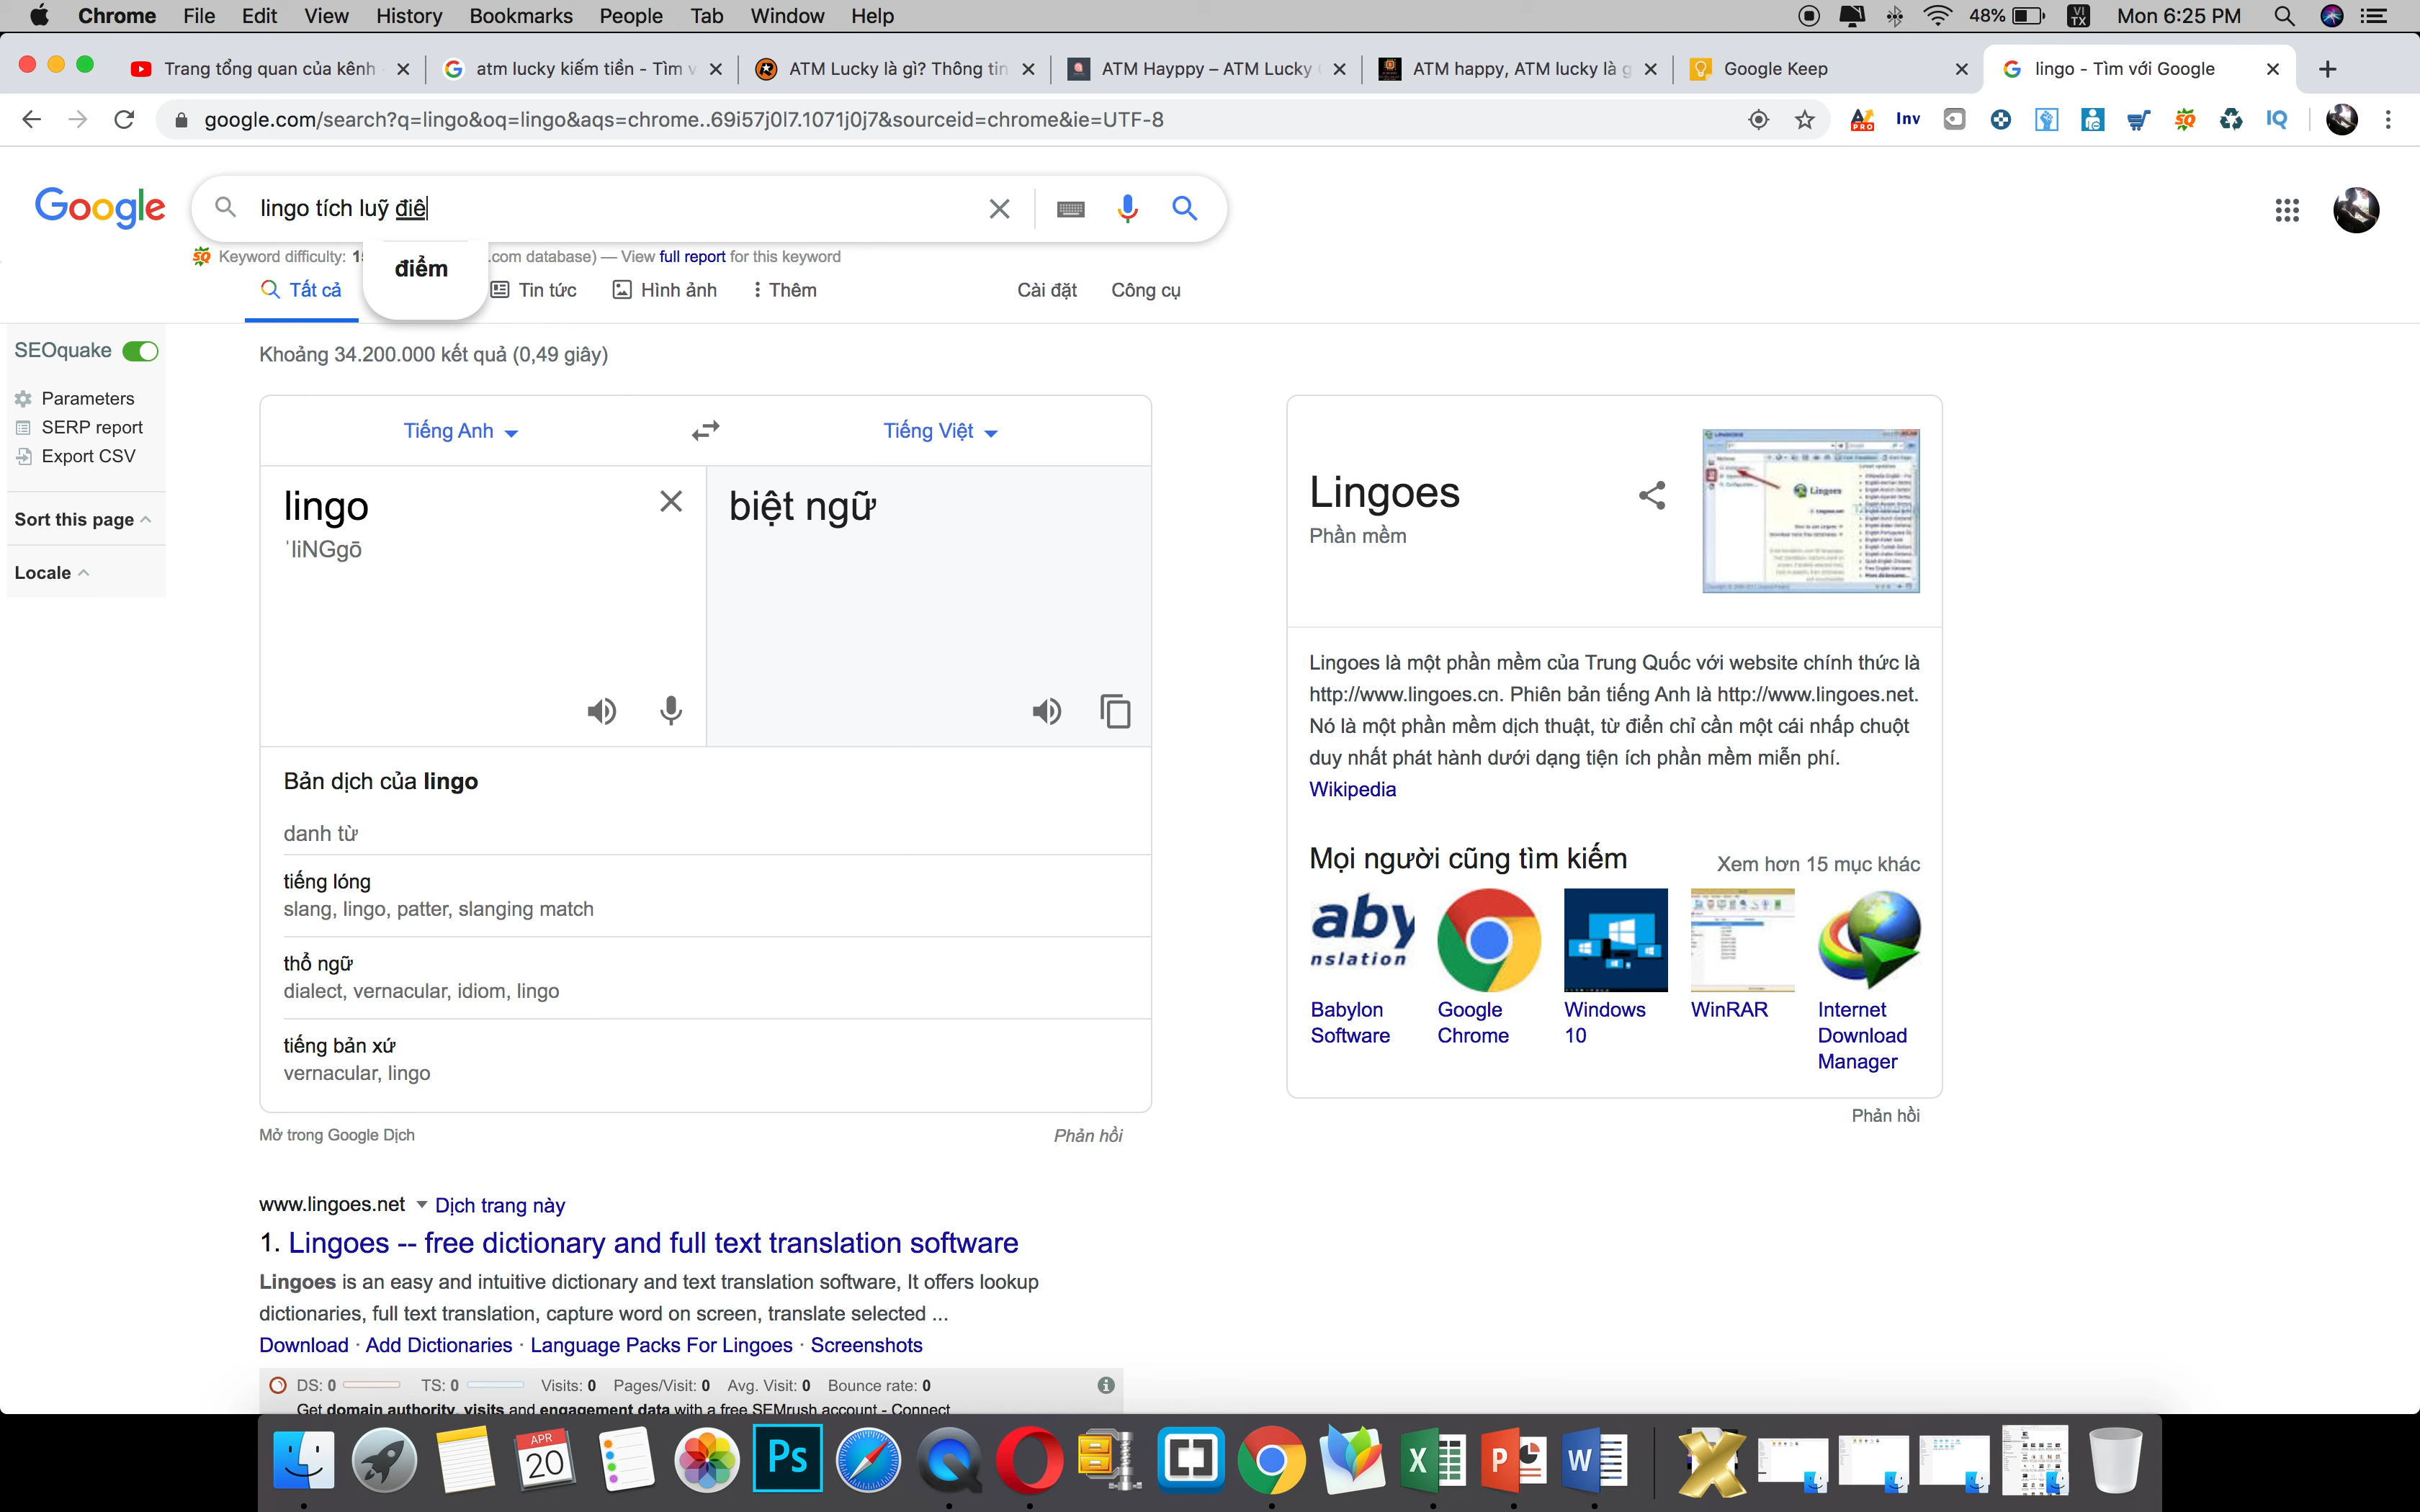 Chrome File Edit View History Bookmarks People Tab Window Help 48% VI TX Mon 6:25 PM
Trang tổng quan của kênh atm lucky kiếm tiền - Tìm v ATM Lucky là gì? Thông tin ATM Hayppy – ATM Lucky ATM happy, ATM lucky là g Google Keep lingo - Tìm với Google
google.com/search?q=lingo&oq=lingo&aqs=chrome..69i57j0l7.1071j0j7&sourceid=chrome&ie=UTF-8 PRO Inv SQ IQ
Google lingo tích luỹ điê
SQ Keyword difficulty: .com database) — View full report for this keyword
điểm
Tất cả Tin tức Hình ảnh Thêm Cài đặt Công cụ
SEOquake
Parameters
SERP report
Export CSV
Sort this page
Locale
Khoảng 34.200.000 kết quả (0,49 giây)
Tiếng Anh Tiếng Việt
lingo
ˈliNGgō
biệt ngữ
Bản dịch của lingo
danh từ
tiếng lóng
slang, lingo, patter, slanging match
thổ ngữ
dialect, vernacular, idiom, lingo
tiếng bản xứ
vernacular, lingo
Mở trong Google Dịch Phản hồi
www.lingoes.net Dịch trang này
1. Lingoes -- free dictionary and full text translation software
Lingoes is an easy and intuitive dictionary and text translation software, It offers lookup
dictionaries, full text translation, capture word on screen, translate selected ...
Download · Add Dictionaries · Language Packs For Lingoes · Screenshots
DS: 0 TS: 0 Visits: 0 Pages/Visit: 0 Avg. Visit: 0 Bounce rate: 0
Get domain authority, visits and engagement data with a free SEMrush account - Connect
Lingoes
Phần mềm
Lingoes
Lingoes là một phần mềm của Trung Quốc với website chính thức là
http://www.lingoes.cn. Phiên bản tiếng Anh là http://www.lingoes.net.
Nó là một phần mềm dịch thuật, từ điển chỉ cần một cái nhấp chuột
duy nhất phát hành dưới dạng tiện ích phần mềm miễn phí.
Wikipedia
Mọi người cũng tìm kiếm Xem hơn 15 mục khác
aby
nslation
Babylon Software
Google Chrome
Windows 10
WinRAR
Internet Download Manager
Phản hồi
APR
20
Ps
X
P
W